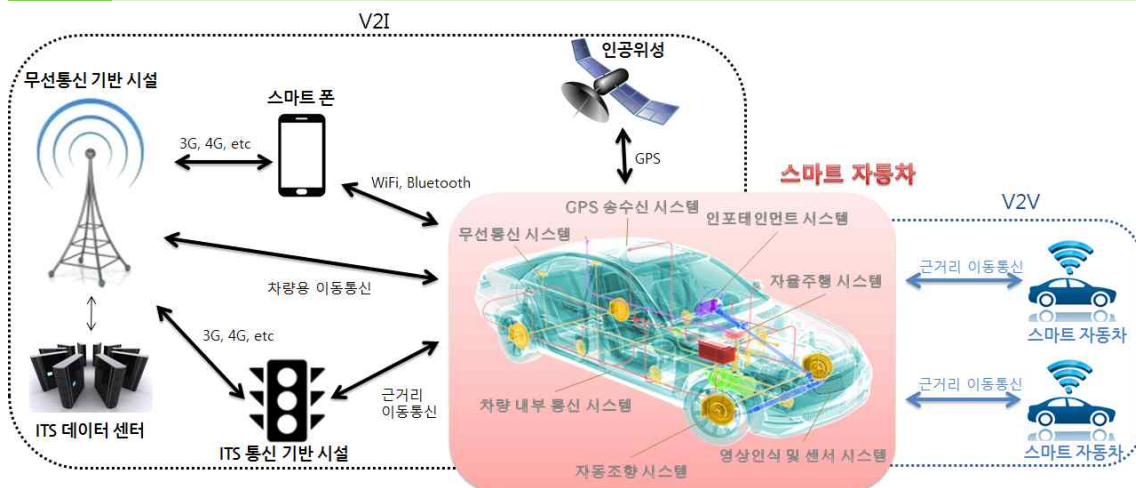 V2I
인공위성
무선통신 기반 시설
스마트 폰
3G, 4G, etc
GPS
WiFi, Bluetooth
스마트 자동차
V2V
GPS 송수신 시스템
인포테인먼트 시스템
무선통신 시스템
근거리 이동통신
자율주행 시스템
차량용 이동통신
스마트 자동차
3G, 4G, etc
근거리
이동통신
차량 내부 통신 시스템
근거리 이동통신
ITS 데이터 센터
ITS 통신 기반 시설
영상인식 및 센서 시스템
스마트 자동차
자동조향 시스템